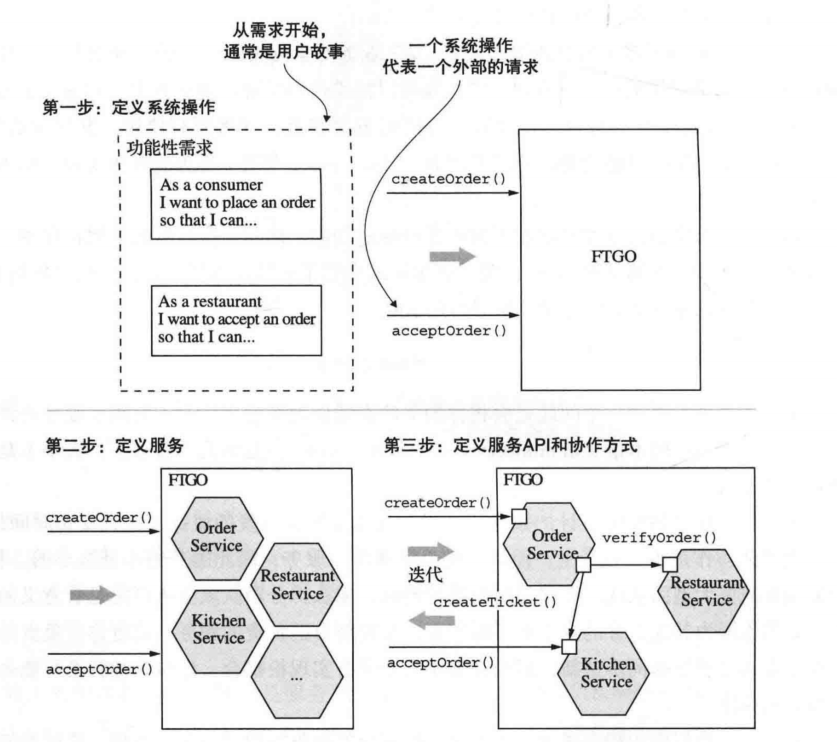 从需求开始，
通常是用户故事
一个系统操作
代表一个外部的请求
第一步：定义系统操作
功能性需求
As a consumer
I want to place an order
so that I can...
As a restaurant
I want to accept an order
so that I can...
createOrder()
FTGO
acceptOrder()
第二步：定义服务
FTGO
createOrder()
Order
Service
Restaurant
Service
Kitchen
Service
...
acceptOrder()
第三步：定义服务API和协作方式
FTGO
createOrder()
Order
Service
verifyOrder()
Restaurant
Service
迭代
createTicket()
acceptOrder()
Kitchen
Service